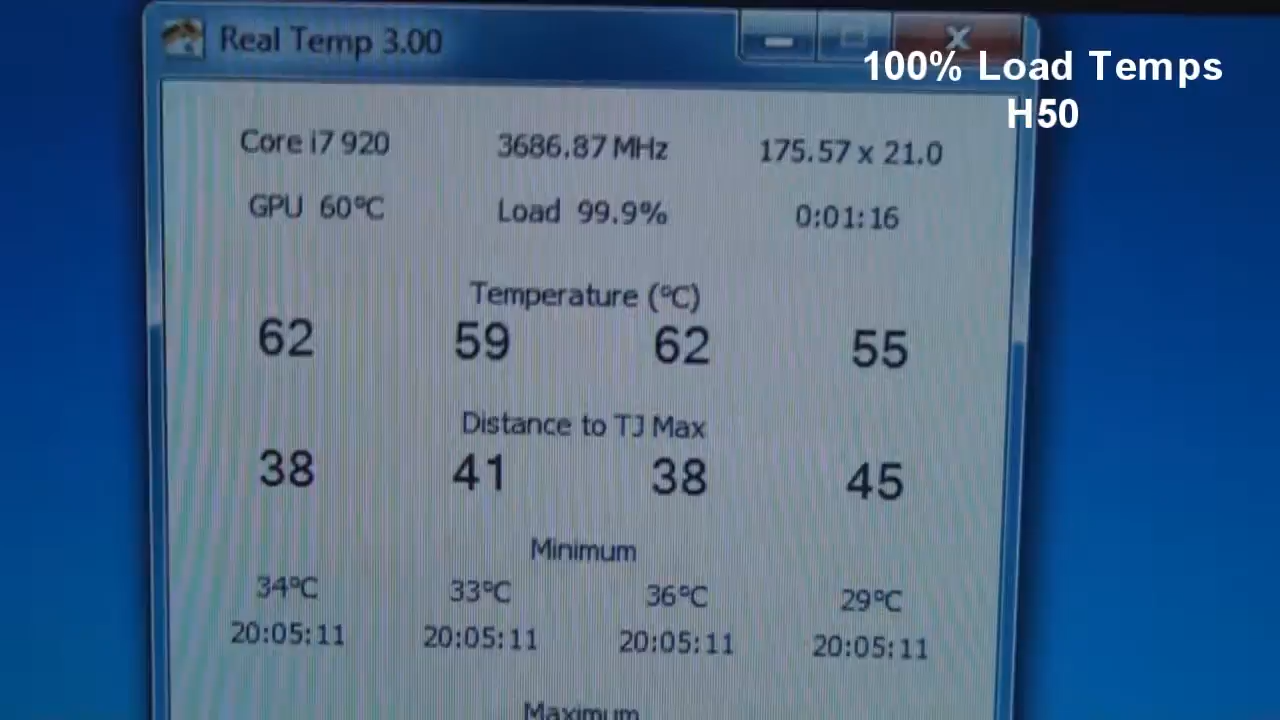 Real Temp 3.00
100% Load Temps
H50
Core i7 920 3686.87 MHz 175.57 x 21.0
GPU 60°C Load 99.9% 0:01:16
Temperature (°C)
62 59 62 55
Distance to TJ Max
38 41 38 45
Minimum
34°C 33°C 36°C 29°C
20:05:11 20:05:11 20:05:11 20:05:11
Maximum